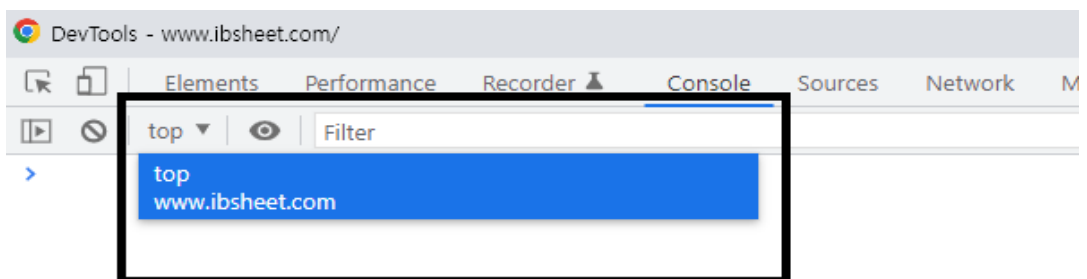 DevTools - www.ibsheet.com/
Elements Performance Recorder Console Sources Network M
top Filter
top
www.ibsheet.com